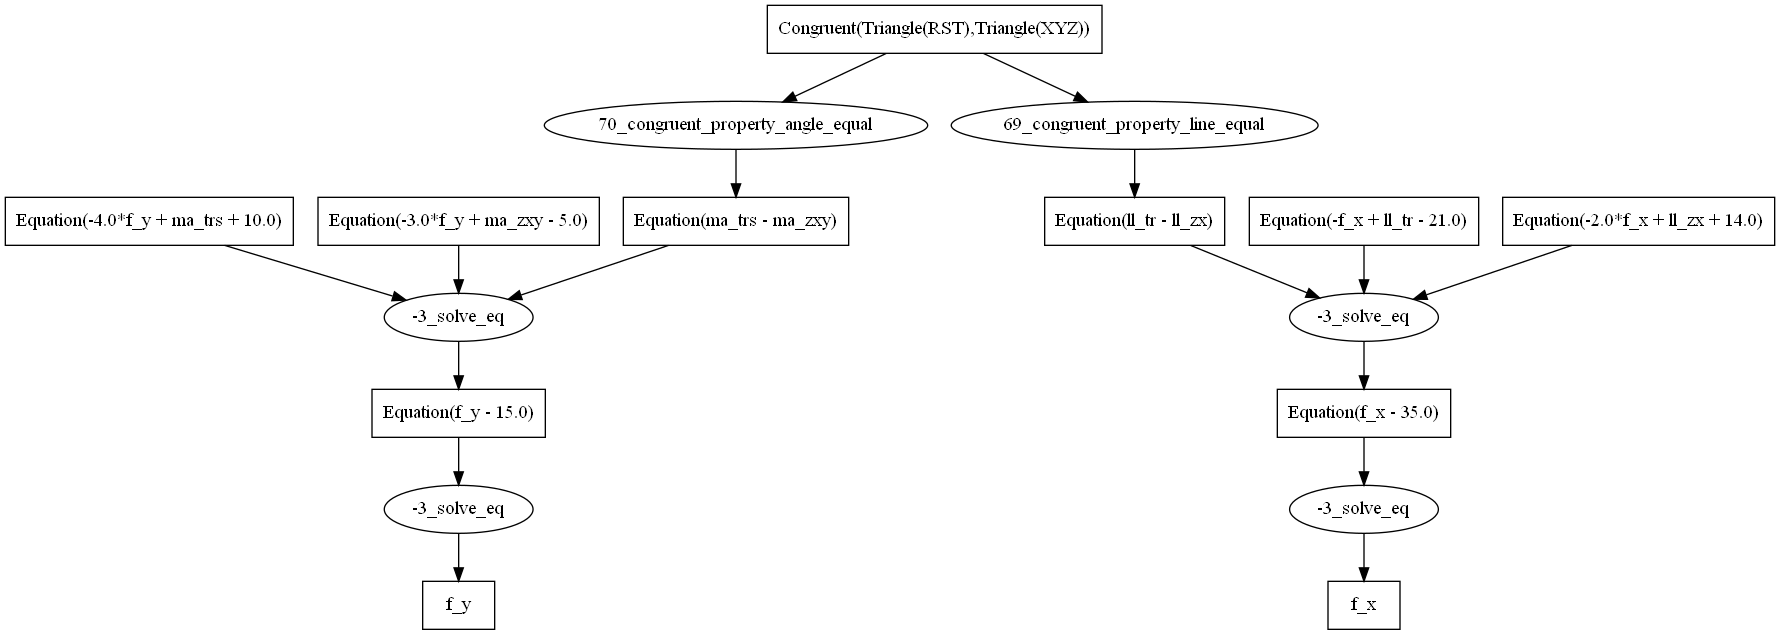 Congruent(Triangle(RST),Triangle(XYZ))
70_congruent_property_angle_equal
69_congruent_property_line_equal
Equation(-4.0*f_y + ma_trs + 10.0)
Equation(-3.0*f_y + ma_zxy - 5.0)
Equation(ma_trs - ma_zxy)
Equation(ll_tr - ll_zx)
Equation(-f_x + ll_tr - 21.0)
Equation(-2.0*f_x + ll_zx + 14.0)
-3_solve_eq
-3_solve_eq
Equation(f_y - 15.0)
Equation(f_x - 35.0)
-3_solve_eq
-3_solve_eq
f_y
f_x